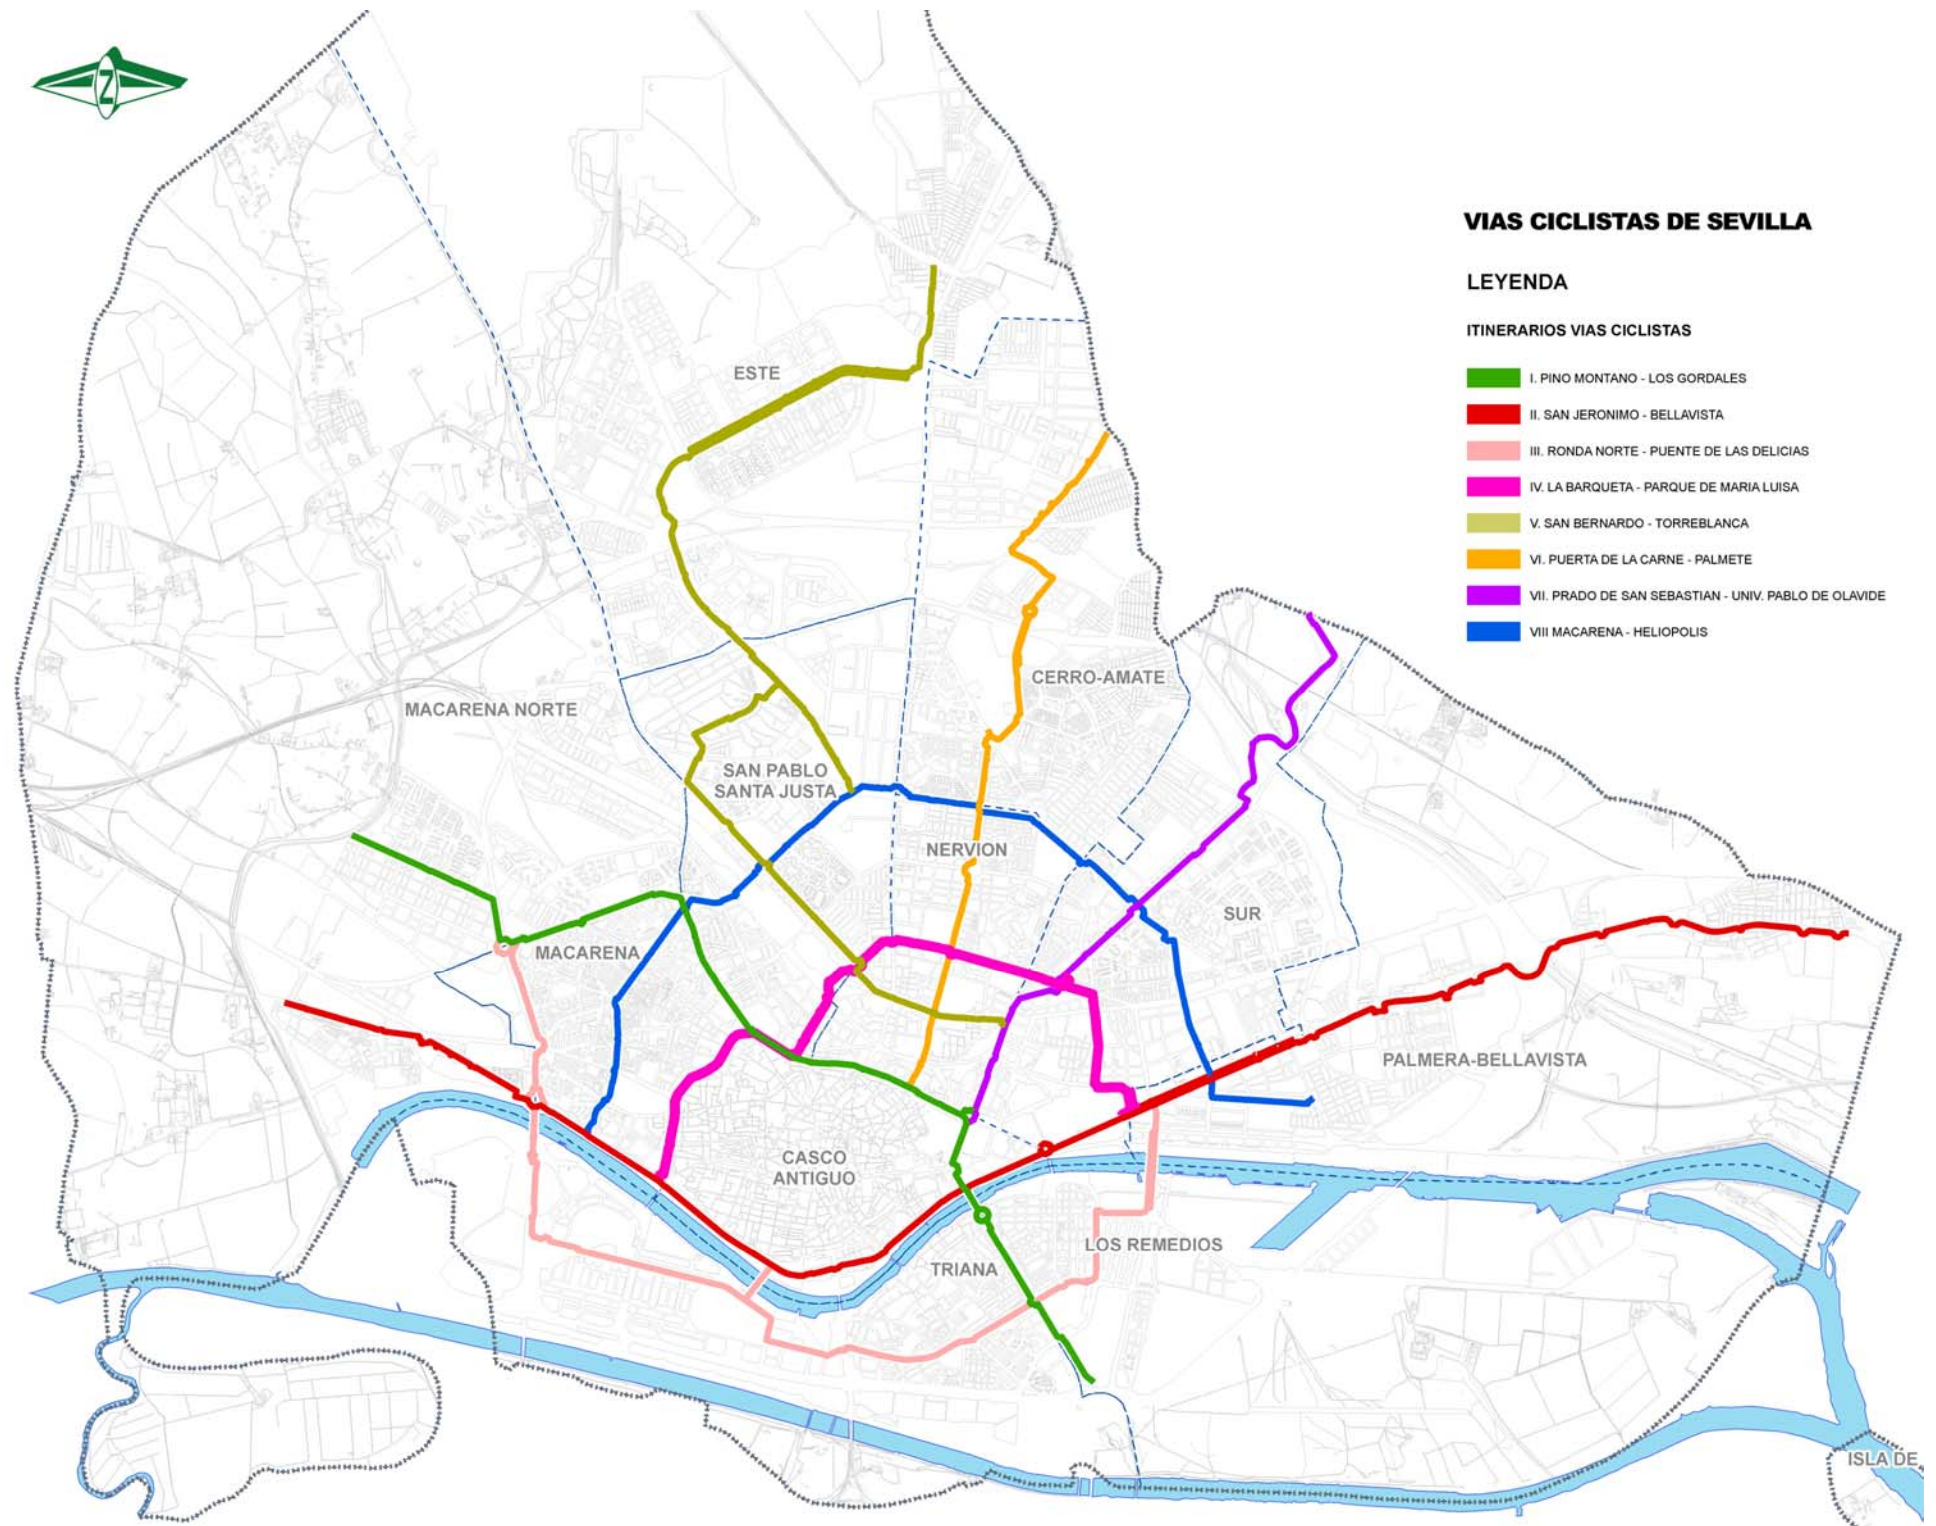 Z
VIAS CICLISTAS DE SEVILLA
LEYENDA
ITINERARIOS VIAS CICLISTAS
I. PINO MONTANO - LOS GORDALES
II. SAN JERONIMO - BELLAVISTA
III. RONDA NORTE - PUENTE DE LAS DELICIAS
IV. LA BARQUETA - PARQUE DE MARIA LUISA
V. SAN BERNARDO - TORREBLANCA
VI. PUERTA DE LA CARNE - PALMETE
VII. PRADO DE SAN SEBASTIAN - UNIV. PABLO DE OLAVIDE
VIII MACARENA - HELIOPOLIS
ESTE
CERRO-AMATE
MACARENA NORTE
SAN PABLO
SANTA JUSTA
NERVION
SUR
MACARENA
PALMERA-BELLAVISTA
CASCO
ANTIGUO
LOS REMEDIOS
TRIANA
ISLA DE